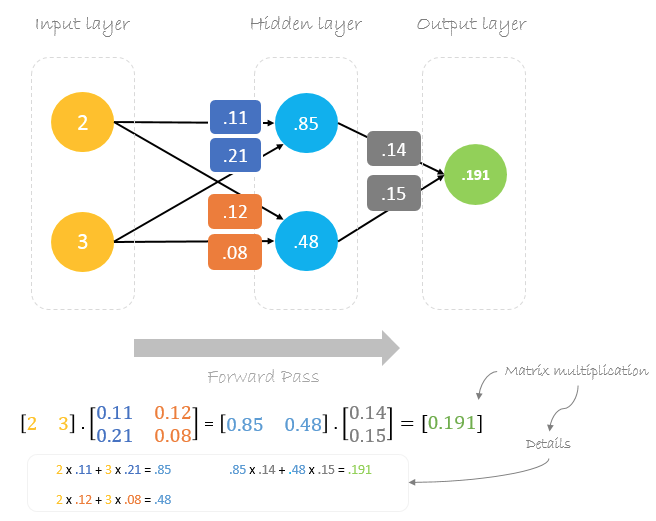 Input layer Hidden layer Output layer
2 .11 .85
.21 .14
.191
.12 .15
3 .08 .48
Forward Pass
Matrix multiplication
[2 3] . [0.11 0.12 0.21 0.08] = [0.85 0.48] . [0.14 0.15] = [0.191]
Details
2 x .11 + 3 x .21 = .85 .85 x .14 + .48 x .15 = .191
2 x .12 + 3 x .08 = .48